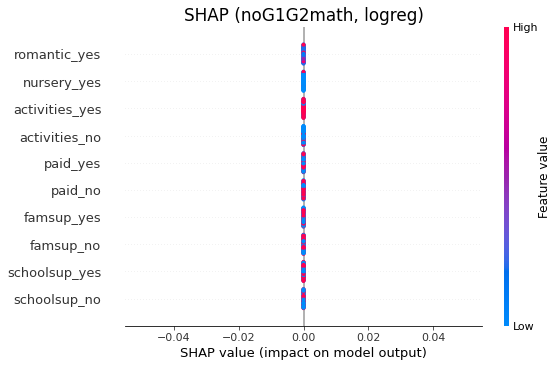 SHAP (noG1G2math, logreg)
High
romantic_yes
nursery_yes
activities_yes
activities_no
paid_yes
paid_no
famsup_yes
famsup_no
schoolsup_yes
schoolsup_no
Feature value
Low
−0.04
−0.02
0.00
0.02
0.04
SHAP value (impact on model output)